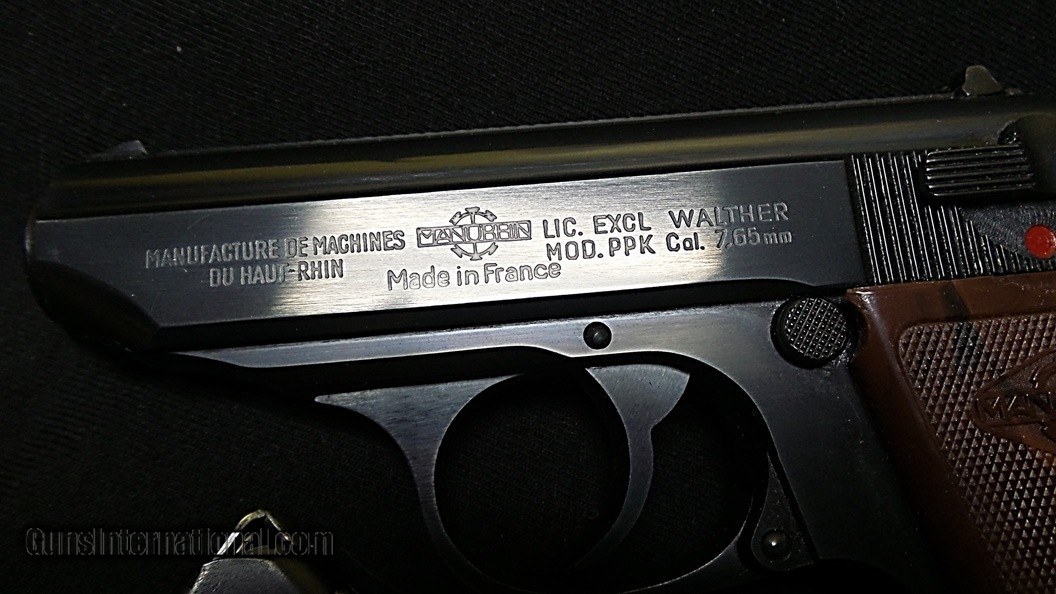 MANUFACTURE DE MACHINES
DU HAUT-RHIN
MANURHIN
Made in France
LIC. EXCL WALTHER
MOD. PPK Cal. 7,65mm
GunsInternational.com